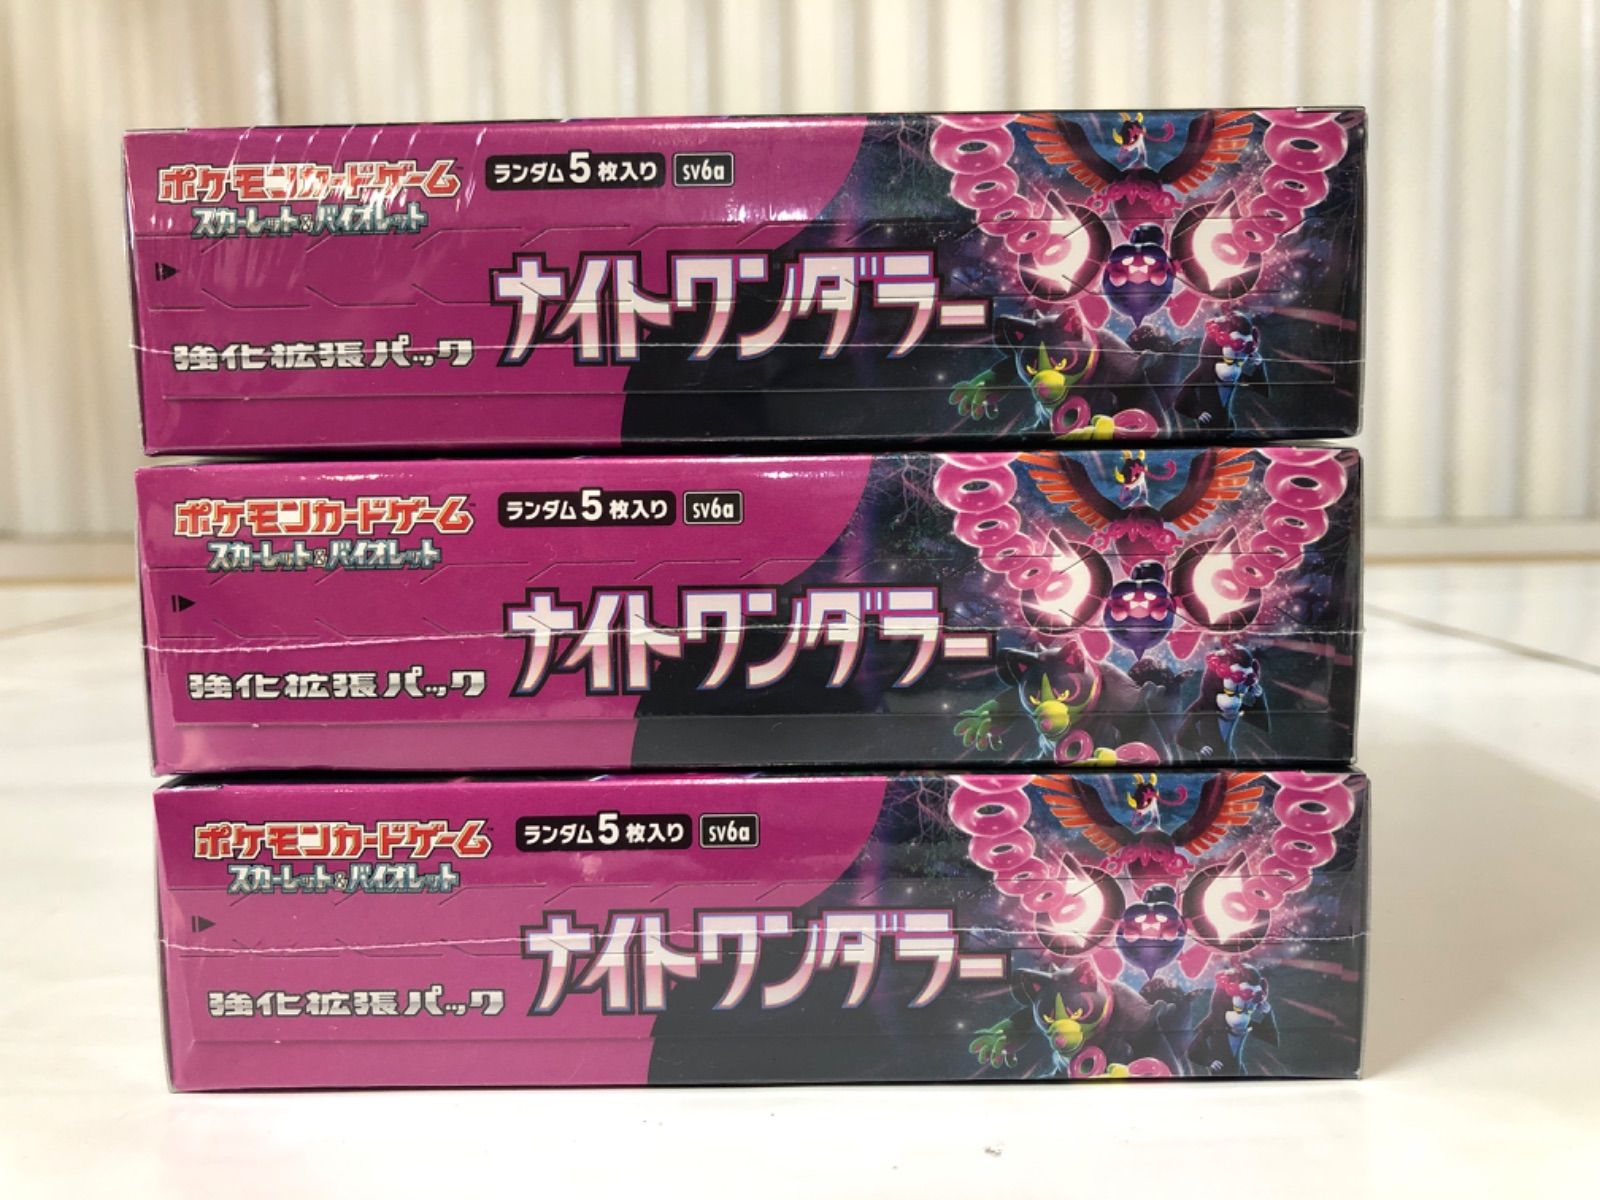 ポケモンカードゲーム
スカーレット&バイオレット
ランダム5枚入り
sv6a
ナイトワンダラー
強化拡張パック
ポケモンカードゲーム
スカーレット&バイオレット
ランダム5枚入り
sv6a
ナイトワンダラー
強化拡張パック
ポケモンカードゲーム
スカーレット&バイオレット
ランダム5枚入り
sv6a
ナイトワンダラー
強化拡張パック